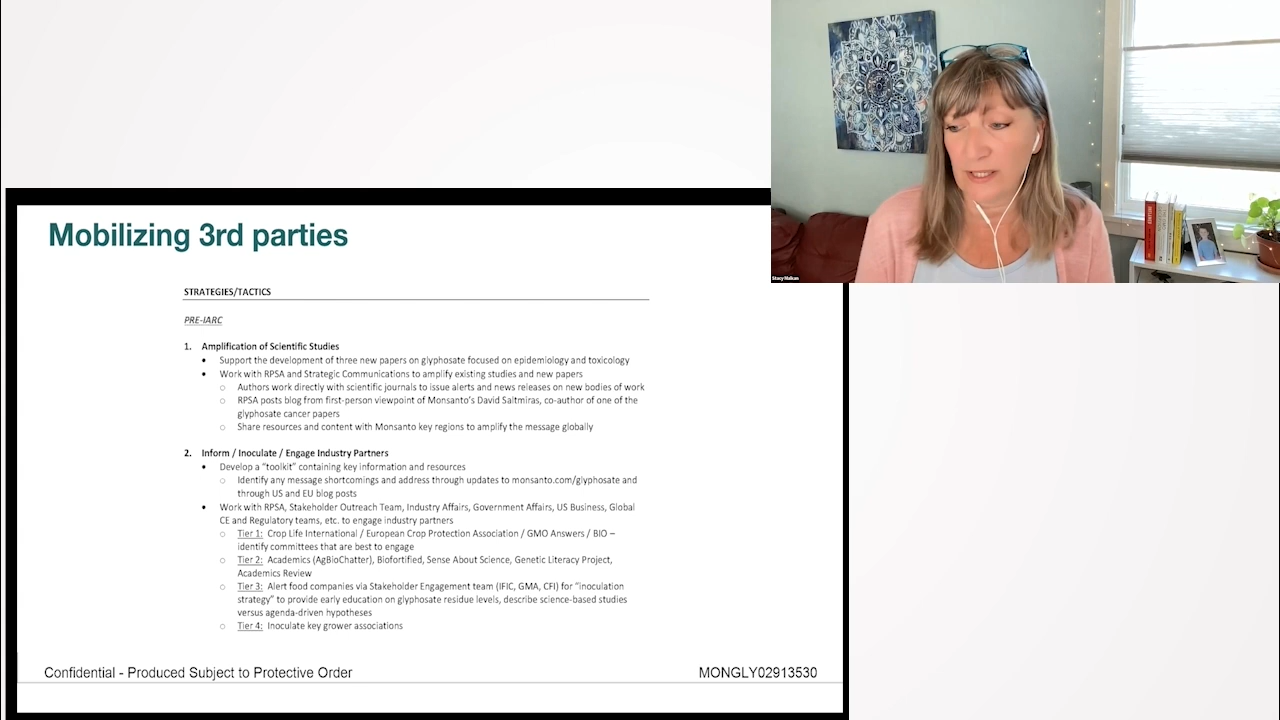 Mobilizing 3rd parties
STRATEGIES/TACTICS
PRE-IARC
1. Amplification of Scientific Studies
• Support the development of three new papers on glyphosate focused on epidemiology and toxicology
• Work with RPSA and Strategic Communications to amplify existing studies and new papers
○ Authors work directly with scientific journals to issue alerts and news releases on new bodies of work
○ RPSA posts blog from first-person viewpoint of Monsanto's David Saltmiras, co-author of one of the
glyphosate cancer papers
○ Share resources and content with Monsanto key regions to amplify the message globally
2. Inform / Inoculate / Engage Industry Partners
• Develop a "toolkit" containing key information and resources
○ Identify any message shortcomings and address through updates to monsanto.com/glyphosate and
through US and EU blog posts
• Work with RPSA, Stakeholder Outreach Team, Industry Affairs, Government Affairs, US Business, Global
CE and Regulatory teams, etc. to engage industry partners
○ Tier 1: Crop Life International / European Crop Protection Association / GMO Answers / BIO –
identify committees that are best to engage
○ Tier 2: Academics (AgBioChatter), Biofortified, Sense About Science, Genetic Literacy Project,
Academics Review
○ Tier 3: Alert food companies via Stakeholder Engagement team (IFIC, GMA, CFI) for "inoculation
strategy" to provide early education on glyphosate residue levels, describe science-based studies
versus agenda-driven hypotheses
○ Tier 4: Inoculate key grower associations
Confidential - Produced Subject to Protective Order
MONGLY02913530
Stacy Malkan